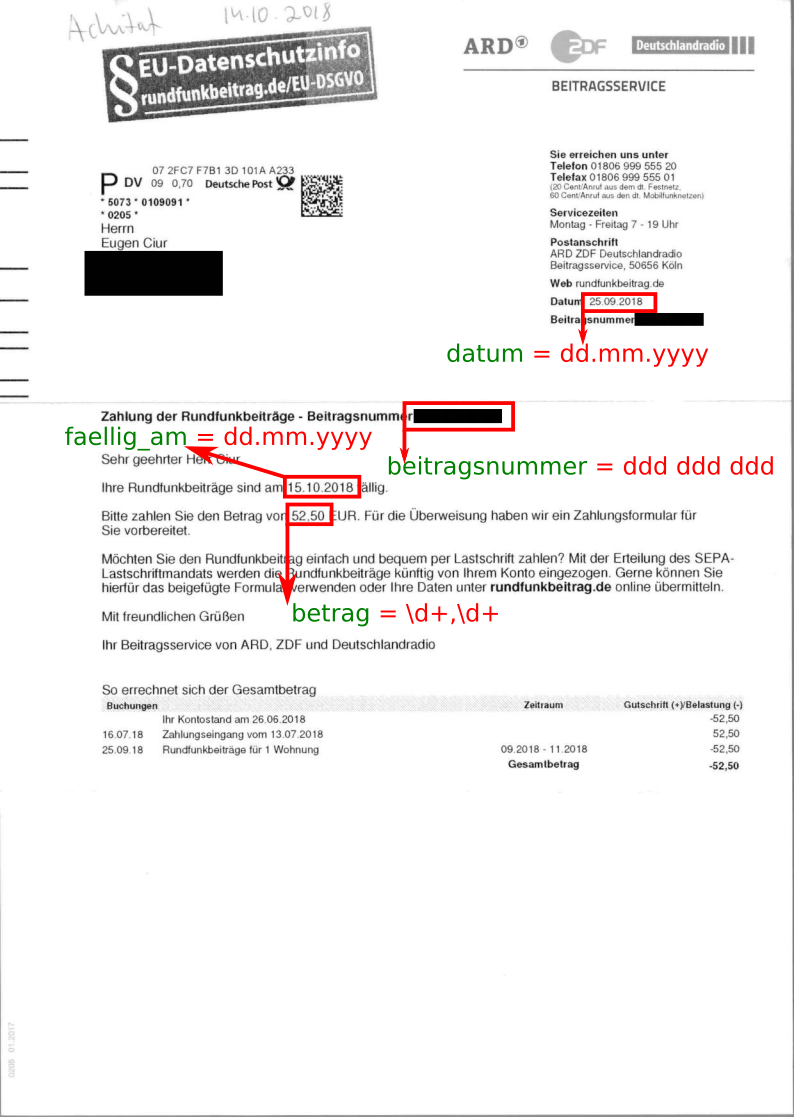 Achitat 14.10.2018
§ EU-Datenschutzinfo
rundfunkbeitrag.de/EU-DSGVO
ARD ZDF Deutschlandradio
BEITRAGSSERVICE
Sie erreichen uns unter
Telefon 01806 999 555 20
Telefax 01806 999 555 01
(20 Cent/Anruf aus dem dt. Festnetz,
60 Cent/Anruf aus den dt. Mobilfunknetzen)
Servicezeiten
Montag - Freitag 7 - 19 Uhr
Postanschrift
ARD ZDF Deutschlandradio
Beitragsservice, 50656 Köln
Web rundfunkbeitrag.de
Datum 25.09.2018
Beitragsnummer
07 2FC7 F7B1 3D 101A A233
P DV 09 0,70 Deutsche Post
* 5073 * 0109091 *
* 0205 *
Herrn
Eugen Ciur
datum = dd.mm.yyyy
Zahlung der Rundfunkbeiträge - Beitragsnummer
faellig_am = dd.mm.yyyy
Sehr geehrter Herr Ciur
beitragsnummer = ddd ddd ddd
Ihre Rundfunkbeiträge sind am 15.10.2018 fällig.
Bitte zahlen Sie den Betrag von 52,50 EUR. Für die Überweisung haben wir ein Zahlungsformular für
Sie vorbereitet.
Möchten Sie den Rundfunkbeitrag einfach und bequem per Lastschrift zahlen? Mit der Erteilung des SEPA-
Lastschriftmandats werden die Rundfunkbeiträge künftig von Ihrem Konto eingezogen. Gerne können Sie
hierfür das beigefügte Formular verwenden oder Ihre Daten unter rundfunkbeitrag.de online übermitteln.
betrag = \d+,\d+
Mit freundlichen Grüßen
Ihr Beitragsservice von ARD, ZDF und Deutschlandradio
So errechnet sich der Gesamtbetrag
Buchungen Zeitraum Gutschrift (+)/Belastung (-)
Ihr Kontostand am 26.06.2018 -52,50
16.07.18 Zahlungseingang vom 13.07.2018 52,50
25.09.18 Rundfunkbeiträge für 1 Wohnung 09.2018 - 11.2018 -52,50
Gesamtbetrag -52,50
0205 01.2017